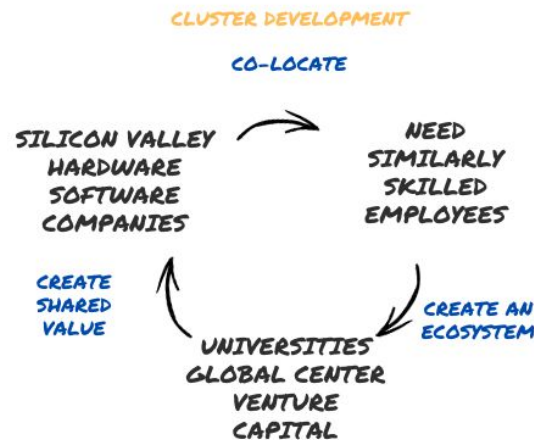 CLUSTER DEVELOPMENT
CO-LOCATE
SILICON VALLEY
HARDWARE
SOFTWARE
COMPANIES
NEED
SIMILARLY
SKILLED
EMPLOYEES
CREATE
SHARED
VALUE
CREATE AN
ECOSYSTEM
UNIVERSITIES
GLOBAL CENTER
VENTURE
CAPITAL